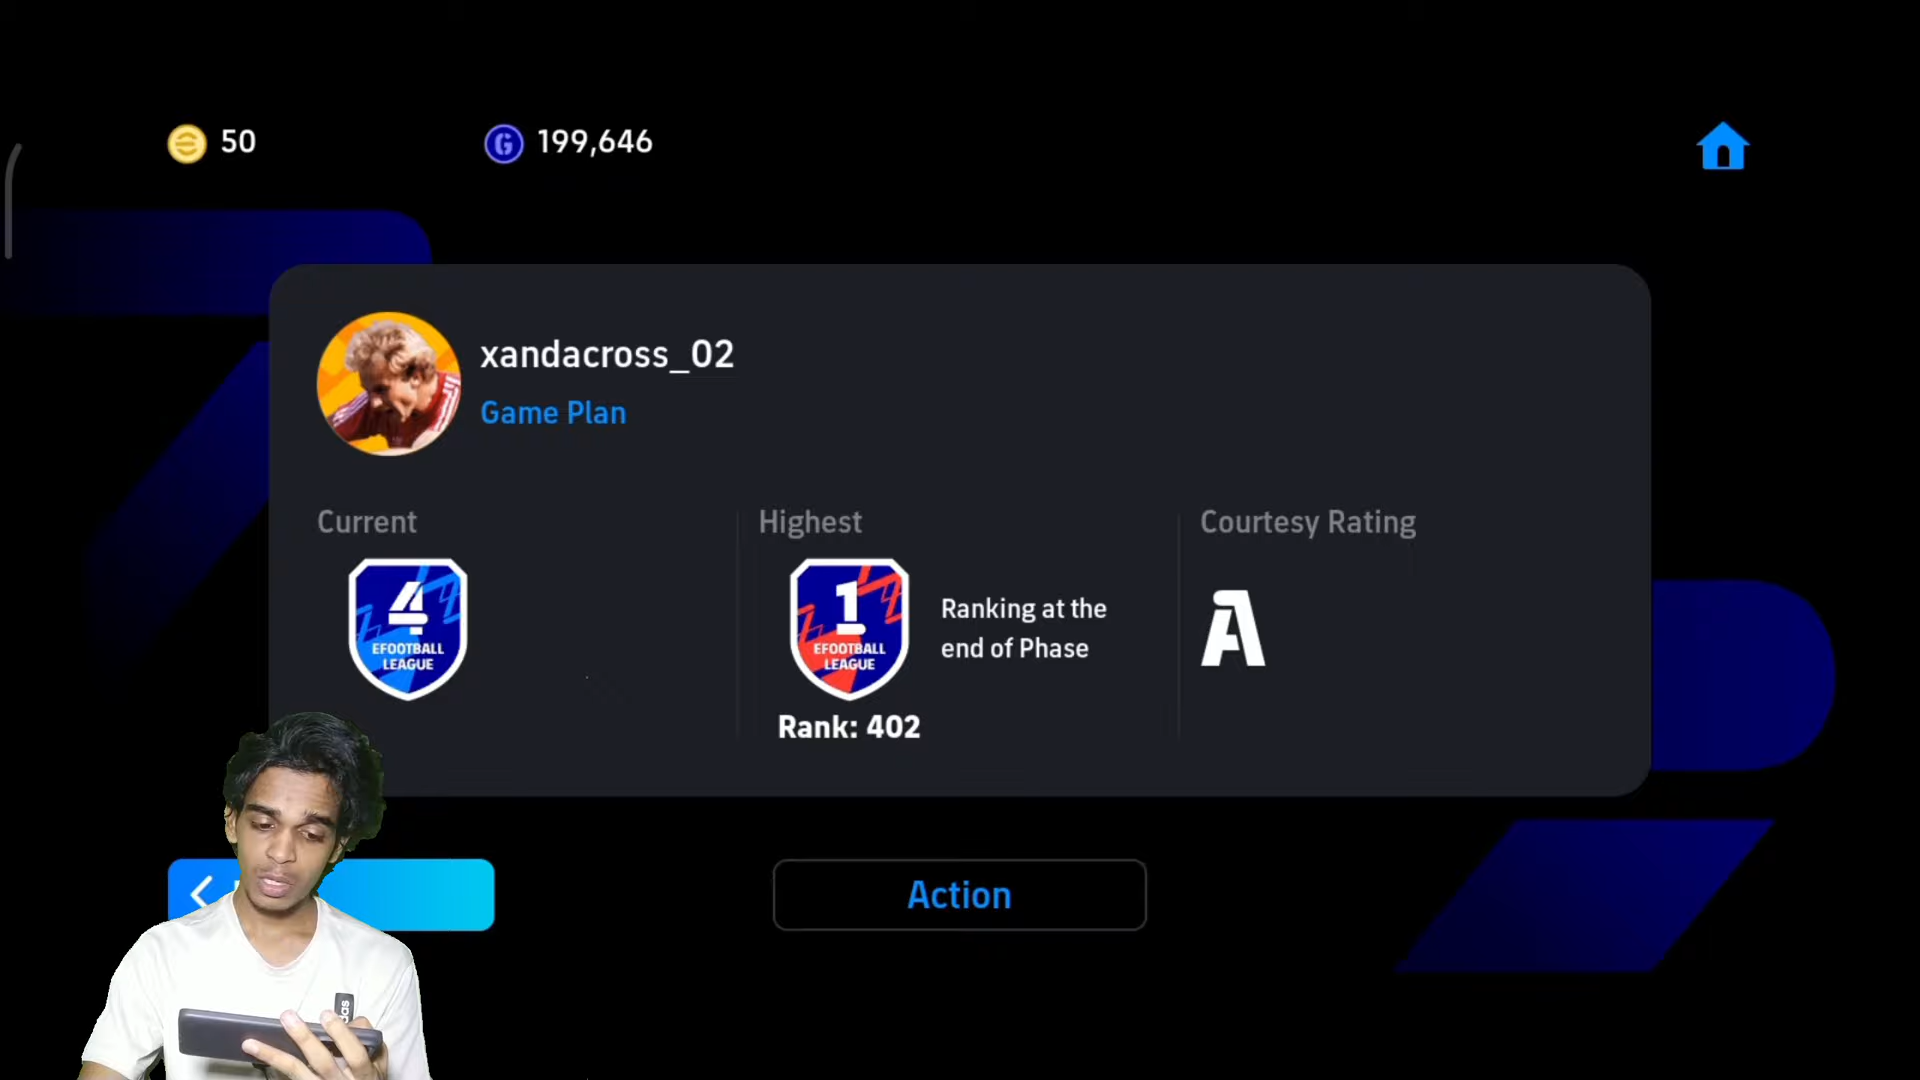 50
199,646
xandacross_02
Game Plan
Current
Highest
Courtesy Rating
4
EFOOTBALL
LEAGUE
1
EFOOTBALL
LEAGUE
Ranking at the
end of Phase
A
Rank: 402
Action